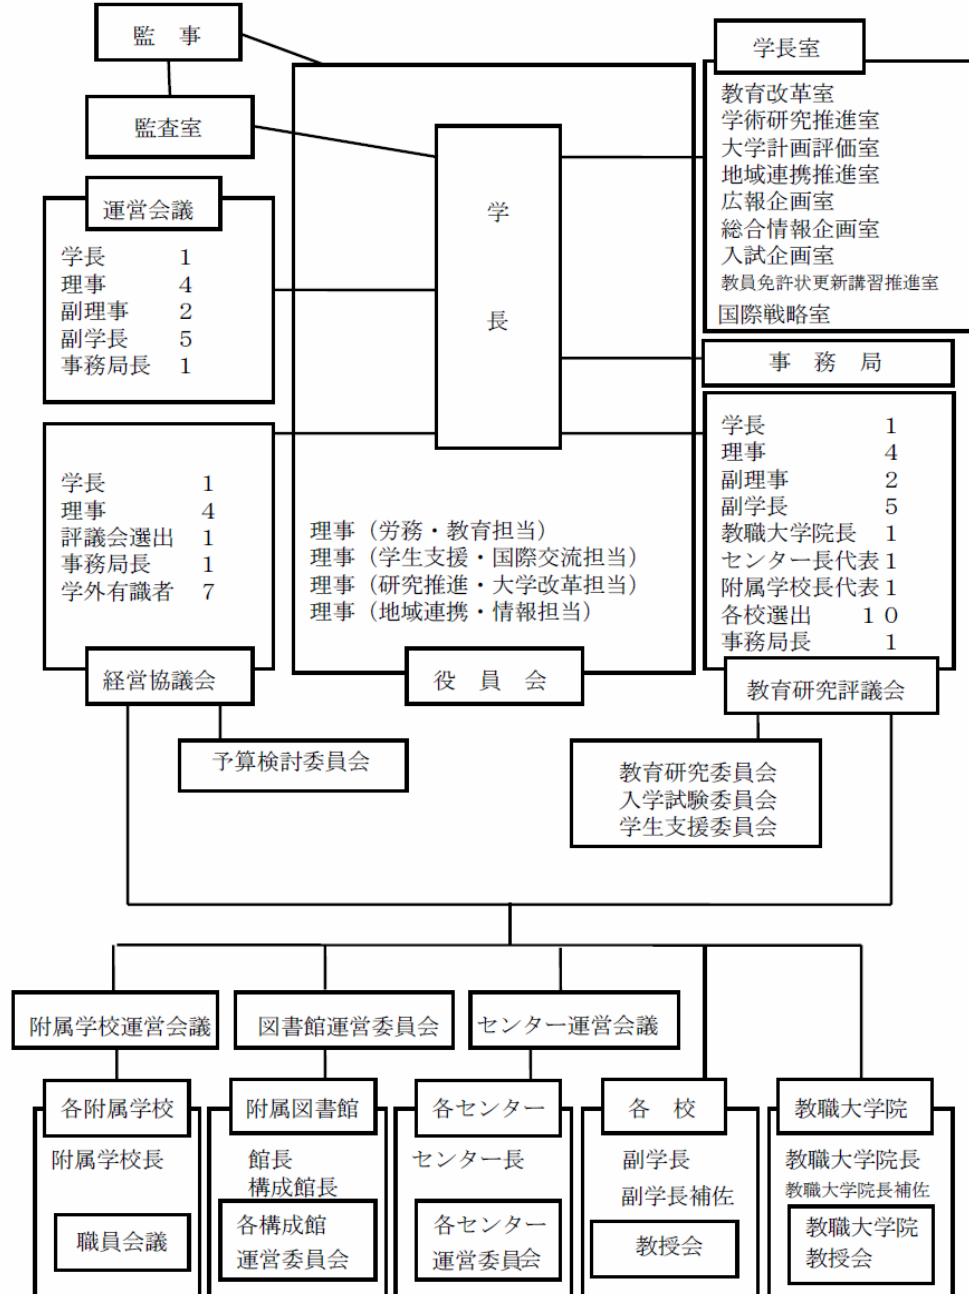 監　事
監査室
運営会議
学長　1
理事　4
副理事　2
副学長　5
事務局長　1
学長　1
理事　4
評議会選出　1
事務局長　1
学外有識者　7
経営協議会
予算検討委員会
学
長
理事（労務・教育担当）
理事（学生支援・国際交流担当）
理事（研究推進・大学改革担当）
理事（地域連携・情報担当）
役　員　会
学長室
教育改革室
学術研究推進室
大学計画評価室
地域連携推進室
広報企画室
総合情報企画室
入試企画室
教員免許状更新講習推進室
国際戦略室
事　務　局
学長　1
理事　4
副理事　2
副学長　5
教職大学院長　1
センター長代表 1
附属学校長代表 1
各校選出　１０
事務局長　1
教育研究評議会
教育研究委員会
入学試験委員会
学生支援委員会
附属学校運営会議
図書館運営委員会
センター運営会議
各附属学校
附属学校長
職員会議
附属図書館
館長
構成館長
各構成館
運営委員会
各センター
センター長
各センター
運営委員会
各　校
副学長
副学長補佐
教授会
教職大学院
教職大学院長
教職大学院長補佐
教職大学院
教授会